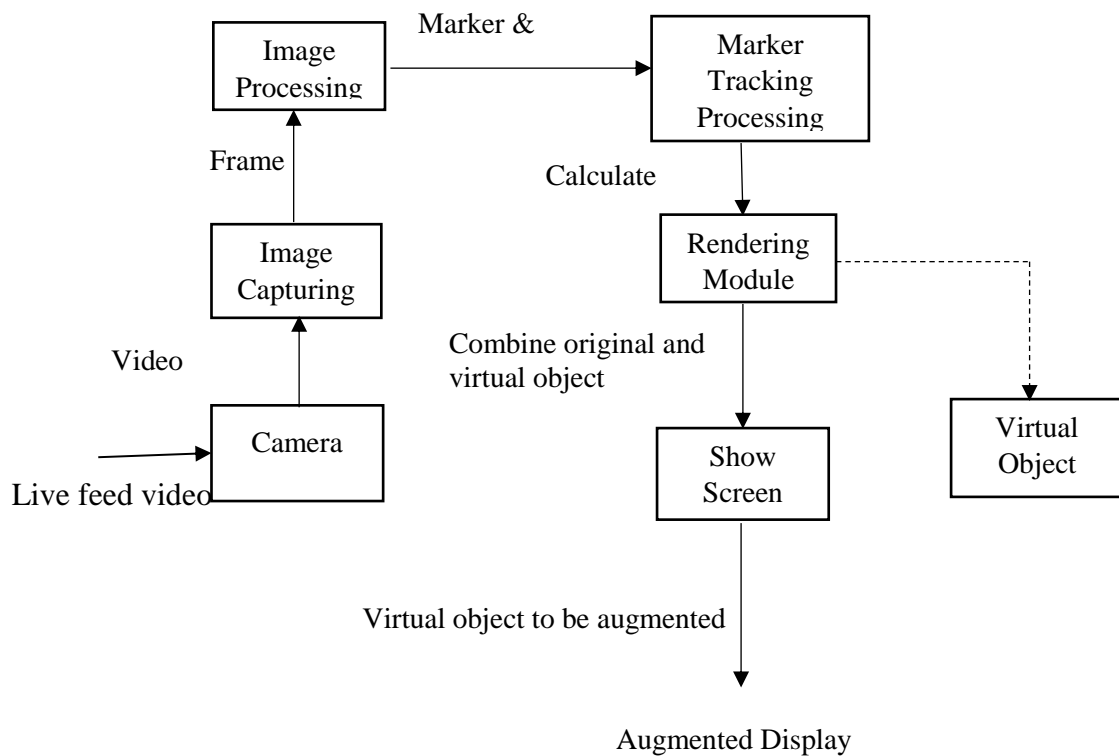 Marker &
Image
Processing
Marker
Tracking
Processing
Frame
Calculate
Image
Capturing
Rendering
Module
Video
Combine original and
virtual object
Camera
Live feed video
Show
Screen
Virtual
Object
Virtual object to be augmented
Augmented Display